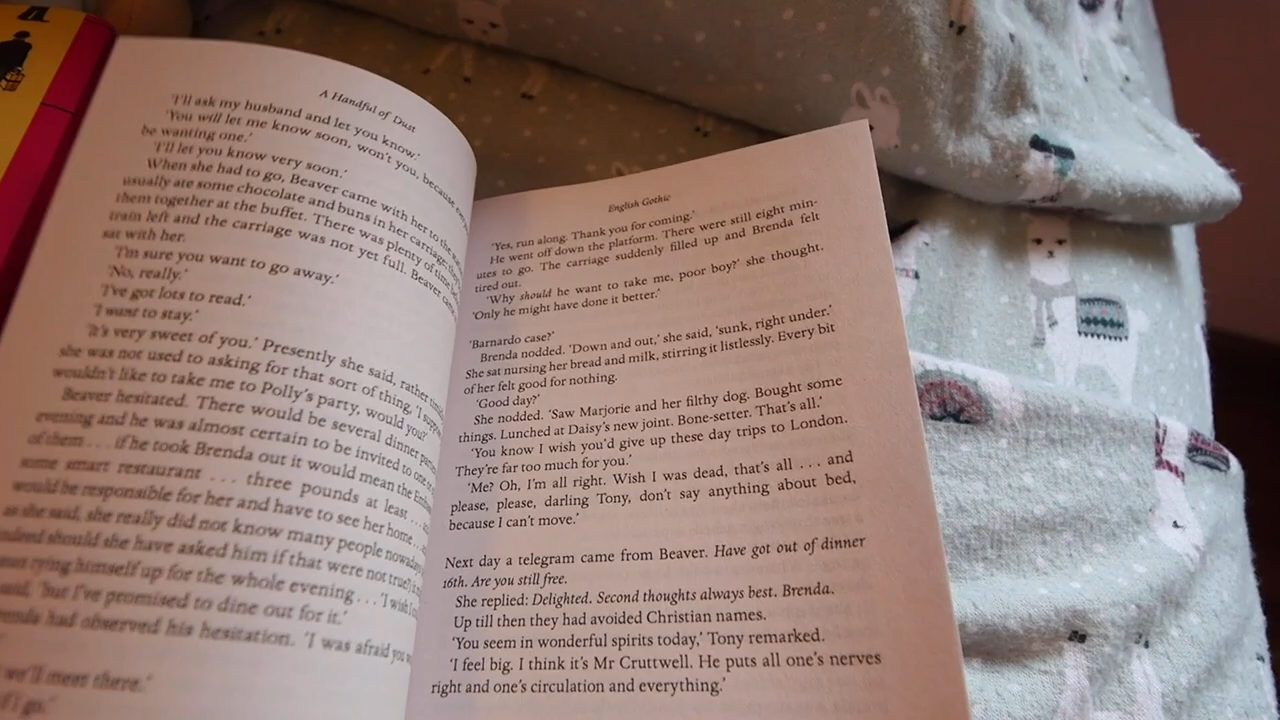 A Handful of Dust
'I'll ask my husband and let you know.'
'You will let me know soon, won't you, because
be wanting one.'
'I'll let you know very soon.'
When she had to go, Beaver came with her to the
usually ate some chocolate and buns in her carriage; they
them together at the buffet. There was plenty of time before
train left and the carriage was not yet full. Beaver came
sat with her.
'I'm sure you want to go away.'
'No, really.'
'I've got lots to read.'
'I want to stay.'
'It's very sweet of you.' Presently she said, rather
she was not used to asking for that sort of thing, 'I suppose
wouldn't like to take me to Polly's party, would you?'
Beaver hesitated. There would be several dinner
evening and he was almost certain to be invited to one
of them . . . if he took Brenda out it would mean the
some smart restaurant . . . three pounds at least . . .
would be responsible for her and have to see her home . . .
as she said, she really did not know many people nowadays
indeed should she have asked him if that were not true?)
tying himself up for the whole evening . . . 'I wish I
said, 'but I've promised to dine out for it.'
had observed his hesitation. 'I was afraid you
we'll meet there.'
if I go.'
English Gothic
'Yes, run along. Thank you for coming.'
He went off down the platform. There were still eight min-
utes to go. The carriage suddenly filled up and Brenda felt
tired out.
'Why should he want to take me, poor boy?' she thought.
'Only he might have done it better.'
'Barnardo case?'
Brenda nodded. 'Down and out,' she said, 'sunk, right under.'
She sat nursing her bread and milk, stirring it listlessly. Every bit
of her felt good for nothing.
'Good day?'
She nodded. 'Saw Marjorie and her filthy dog. Bought some
things. Lunched at Daisy's new joint. Bone-setter. That's all.'
'You know I wish you'd give up these day trips to London.
They're far too much for you.'
'Me? Oh, I'm all right. Wish I was dead, that's all . . . and
please, please, darling Tony, don't say anything about bed,
because I can't move.'
Next day a telegram came from Beaver. Have got out of dinner
16th. Are you still free.
She replied: Delighted. Second thoughts always best. Brenda.
Up till then they had avoided Christian names.
'You seem in wonderful spirits today,' Tony remarked.
'I feel big. I think it's Mr Cruttwell. He puts all one's nerves
right and one's circulation and everything.'